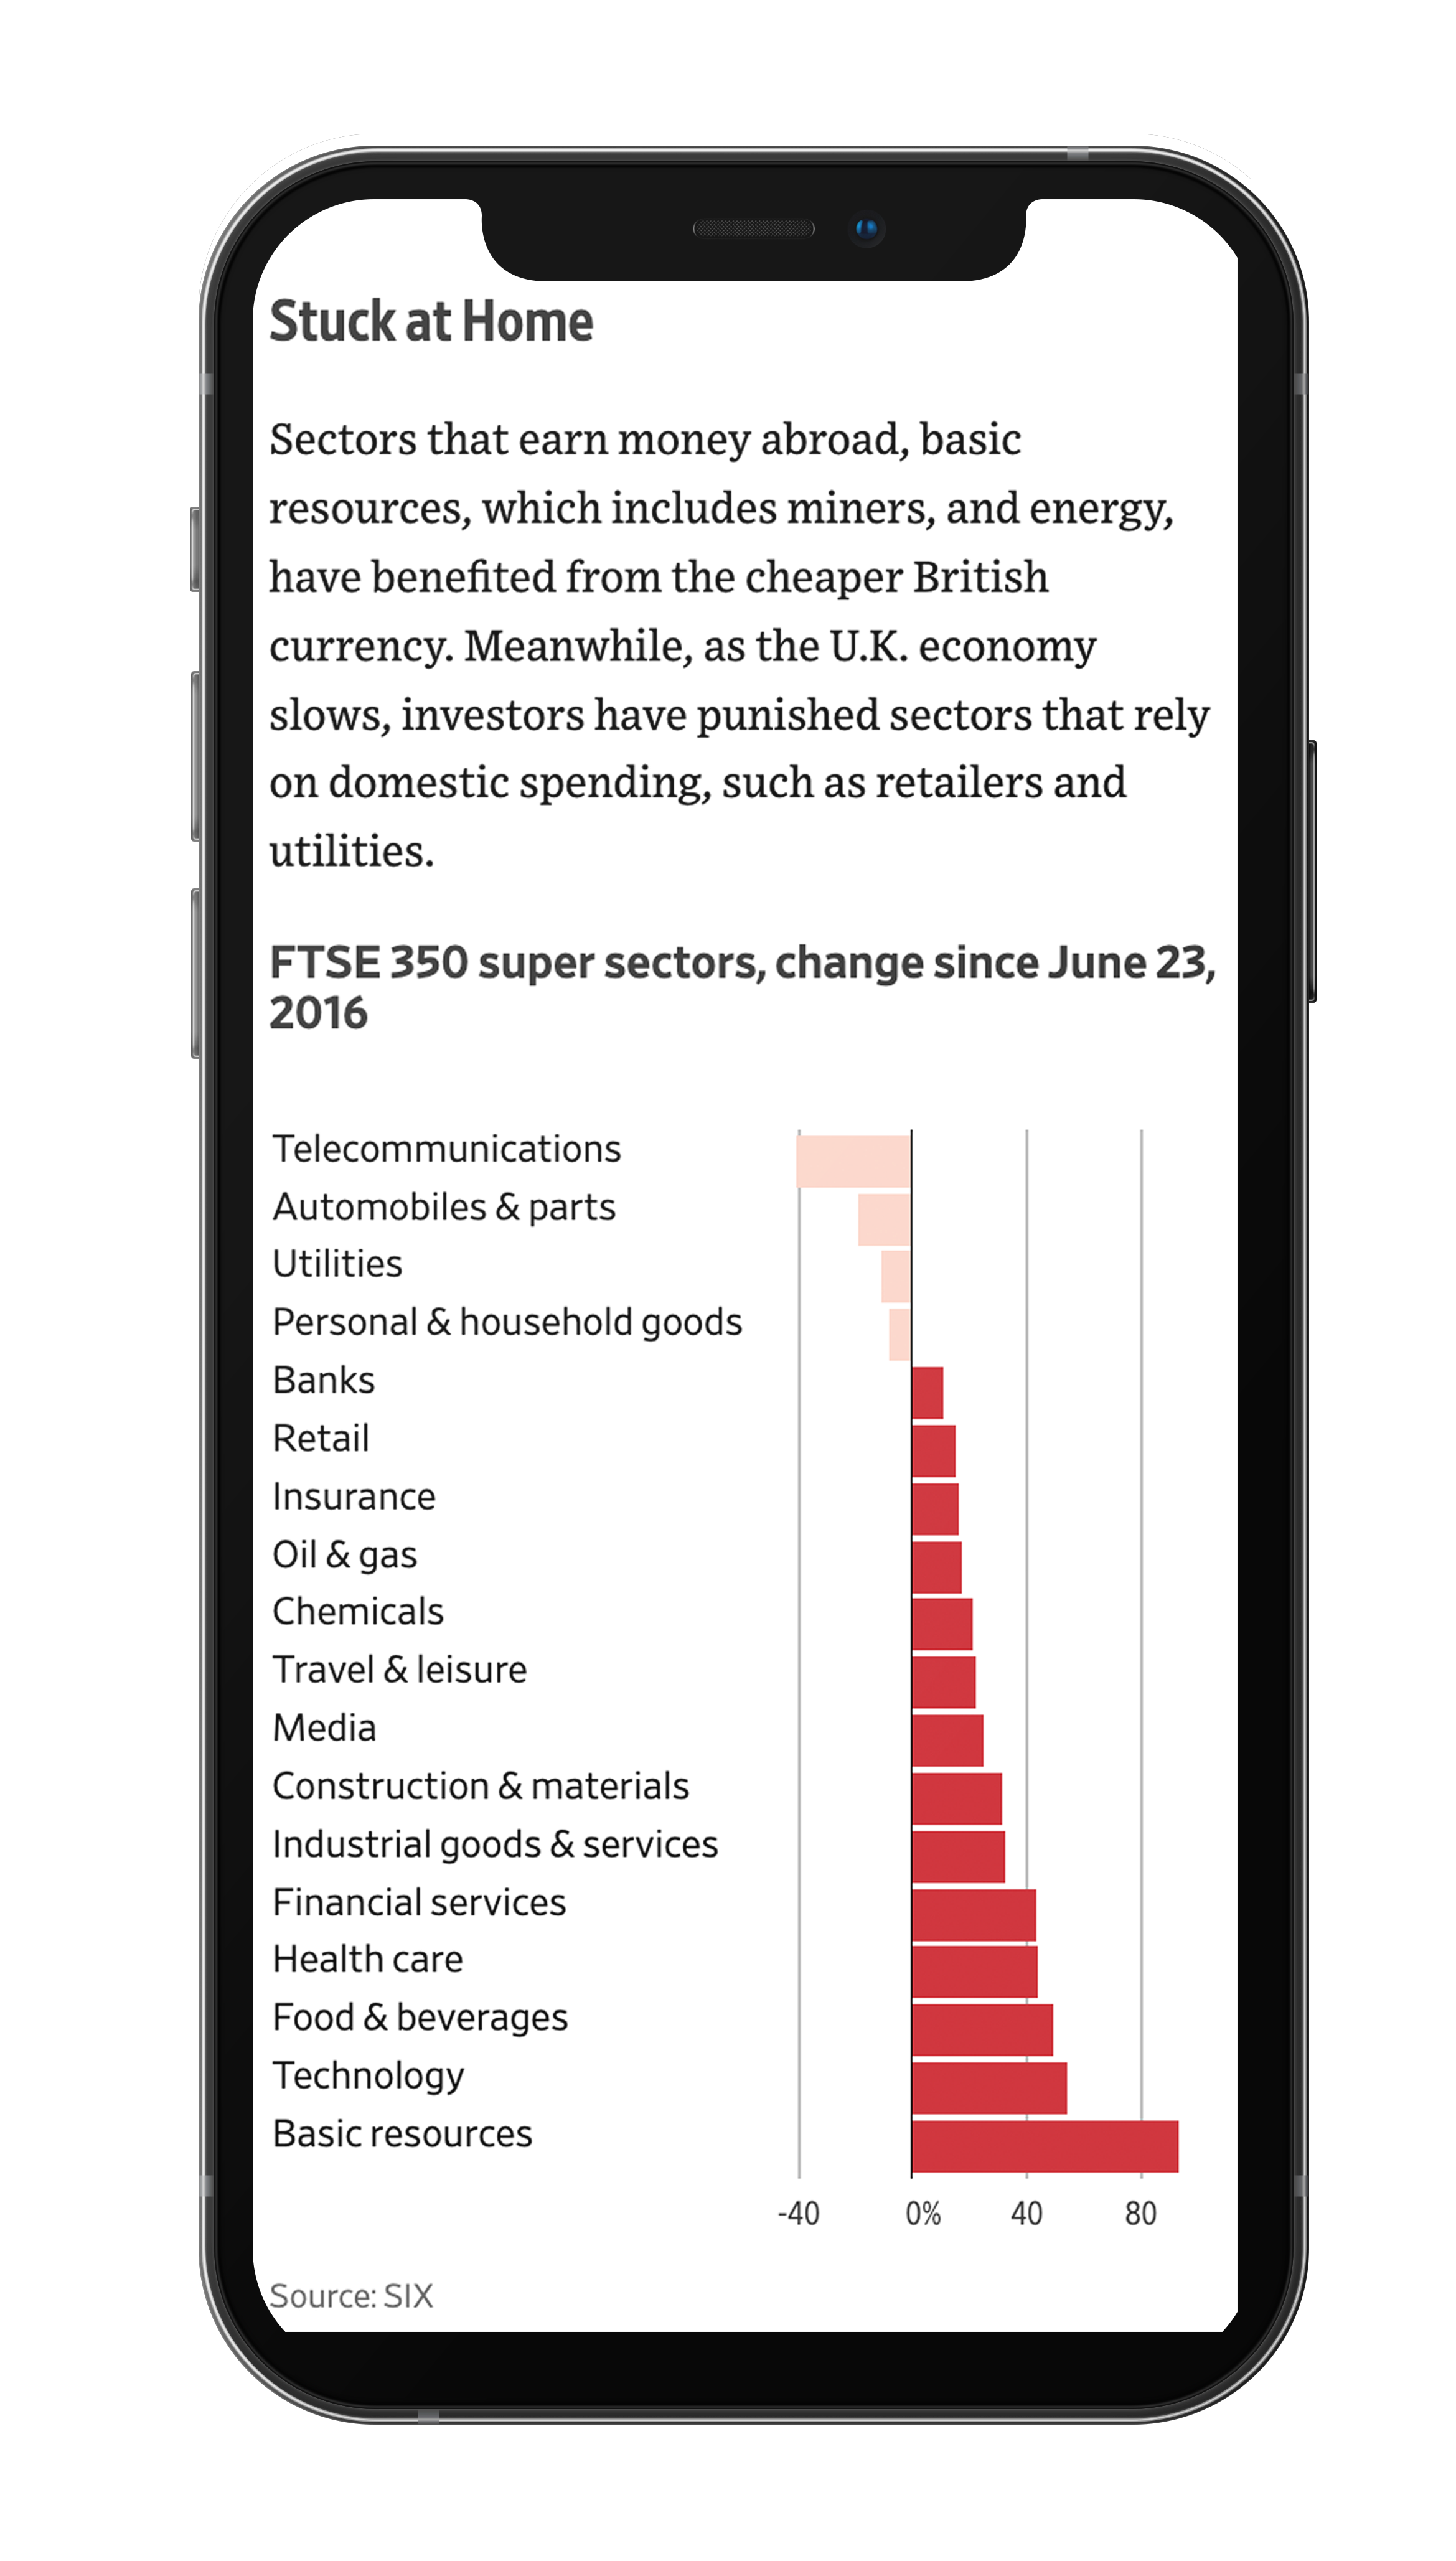 Stuck at Home
Sectors that earn money abroad, basic
resources, which includes miners, and energy,
have benefited from the cheaper British
currency. Meanwhile, as the U.K. economy
slows, investors have punished sectors that rely
on domestic spending, such as retailers and
utilities.
FTSE 350 super sectors, change since June 23,
2016
Telecommunications
Automobiles & parts
Utilities
Personal & household goods
Banks
Retail
Insurance
Oil & gas
Chemicals
Travel & leisure
Media
Construction & materials
Industrial goods & services
Financial services
Health care
Food & beverages
Technology
Basic resources
-40 0% 40 80
Source: SIX